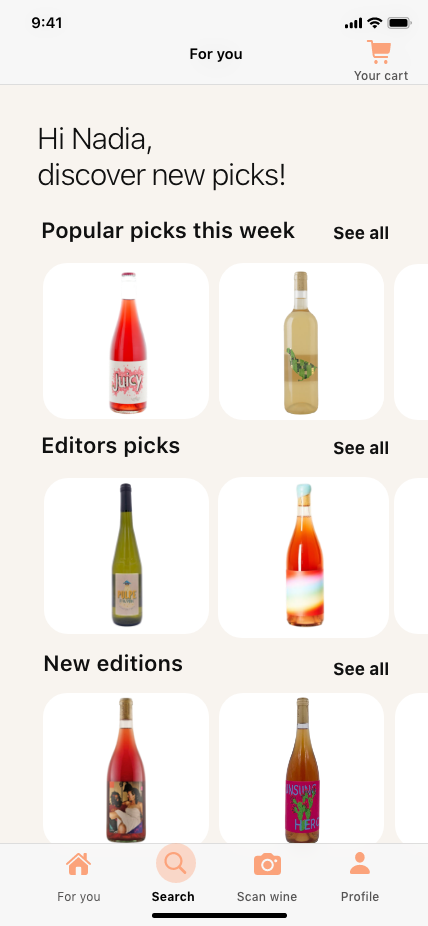 9:41
For you
Your cart
Hi Nadia,
discover new picks!
Popular picks this week
See all
Juicy
Editors picks
See all
New editions
See all
UNSUNG
HERO
For you
Search
Scan wine
Profile